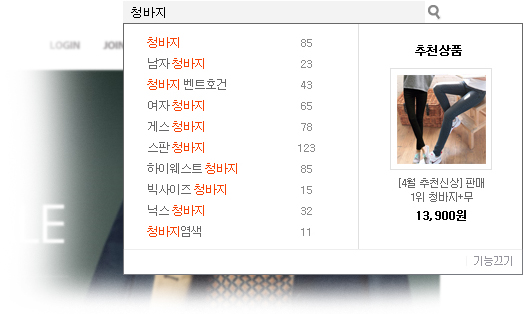 청바지
LOGIN
JOIN
청바지 85
남자 청바지 23
청바지 벤트호건 43
여자 청바지 65
게스 청바지 78
스판 청바지 123
하이웨스트 청바지 85
빅사이즈 청바지 15
닉스 청바지 32
청바지염색 11
추천상품
[4월 추천신상] 판매
1위 청바지+무
13,900원
기능끄기
LE